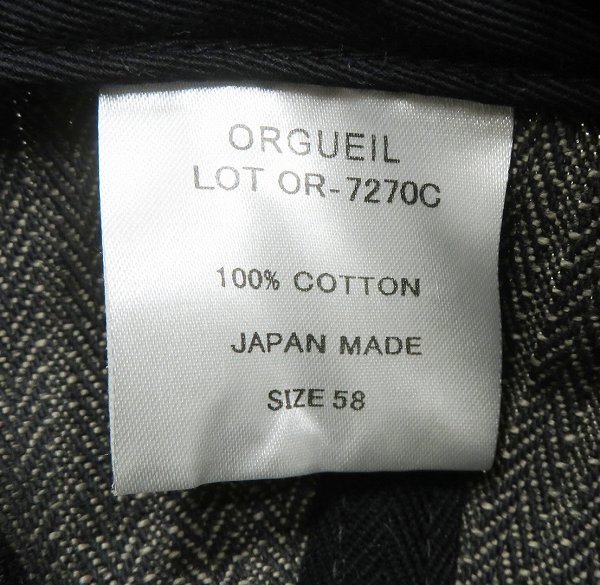 ORGUEIL
LOT OR-7270C
100% COTTON
JAPAN MADE
SIZE 58